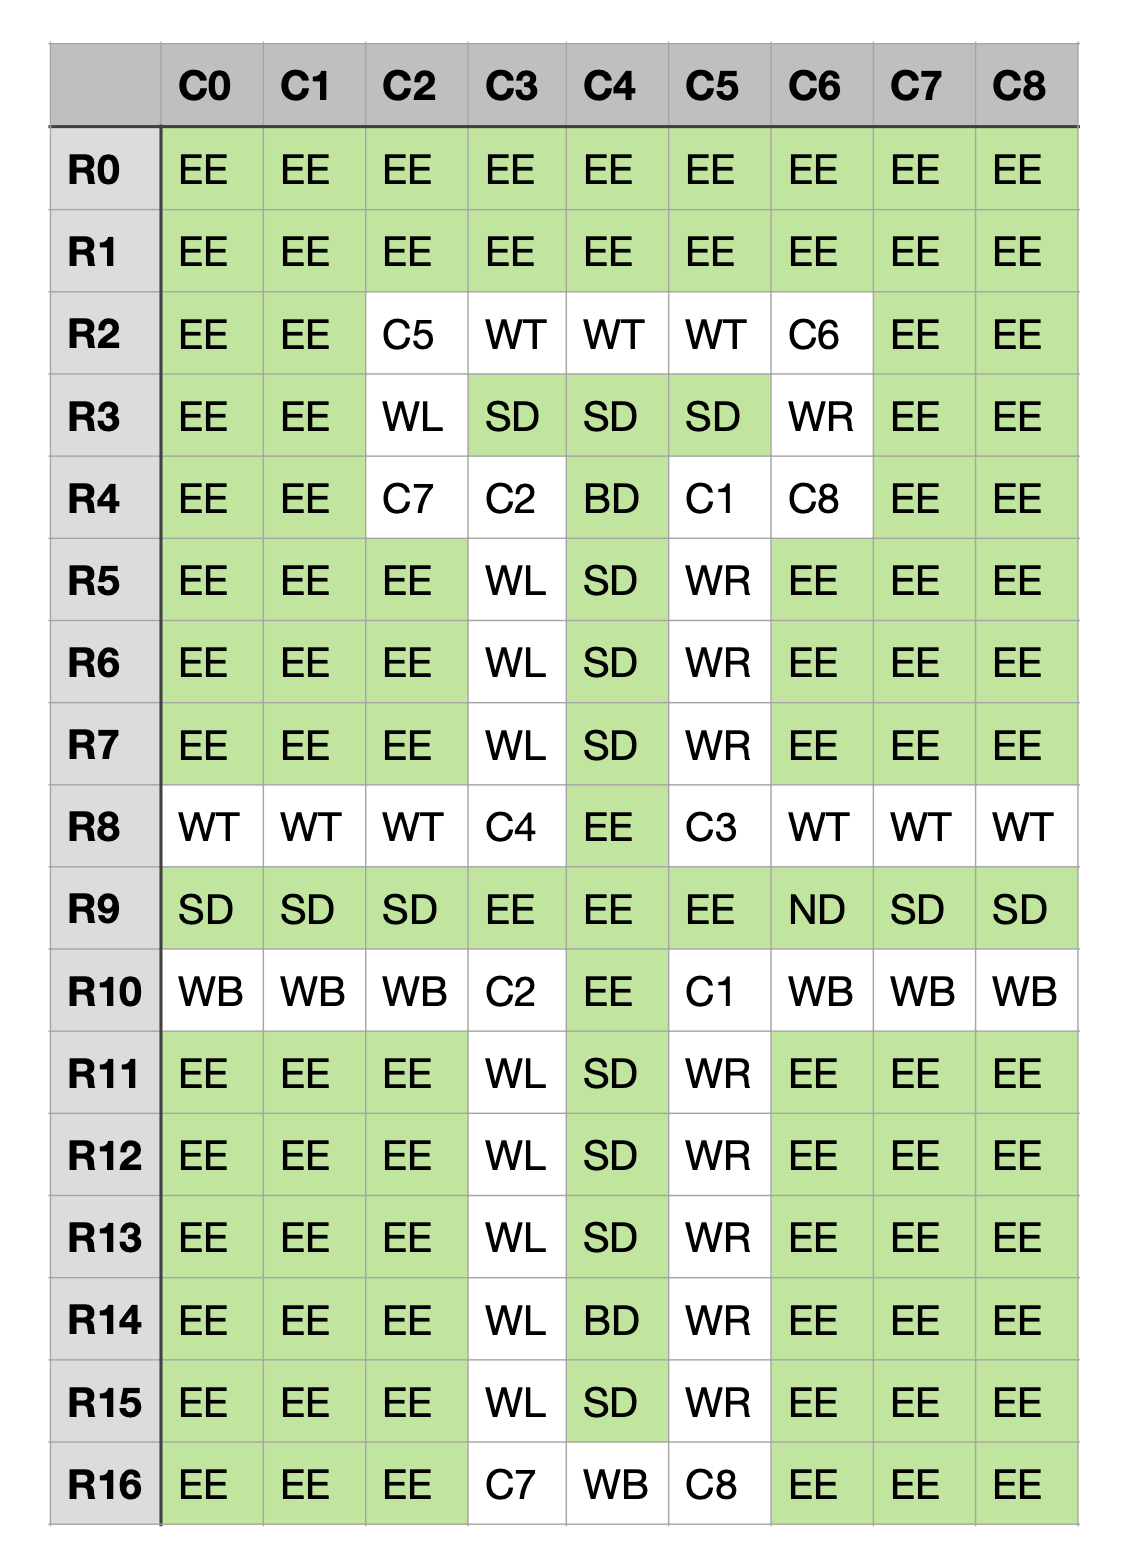 C0 C1 C2 C3 C4 C5 C6 C7 C8
R0 EE EE EE EE EE EE EE EE EE
R1 EE EE EE EE EE EE EE EE EE
R2 EE EE C5 WT WT WT C6 EE EE
R3 EE EE WL SD SD SD WR EE EE
R4 EE EE C7 C2 BD C1 C8 EE EE
R5 EE EE EE WL SD WR EE EE EE
R6 EE EE EE WL SD WR EE EE EE
R7 EE EE EE WL SD WR EE EE EE
R8 WT WT WT C4 EE C3 WT WT WT
R9 SD SD SD EE EE EE ND SD SD
R10 WB WB WB C2 EE C1 WB WB WB
R11 EE EE EE WL SD WR EE EE EE
R12 EE EE EE WL SD WR EE EE EE
R13 EE EE EE WL SD WR EE EE EE
R14 EE EE EE WL BD WR EE EE EE
R15 EE EE EE WL SD WR EE EE EE
R16 EE EE EE C7 WB C8 EE EE EE